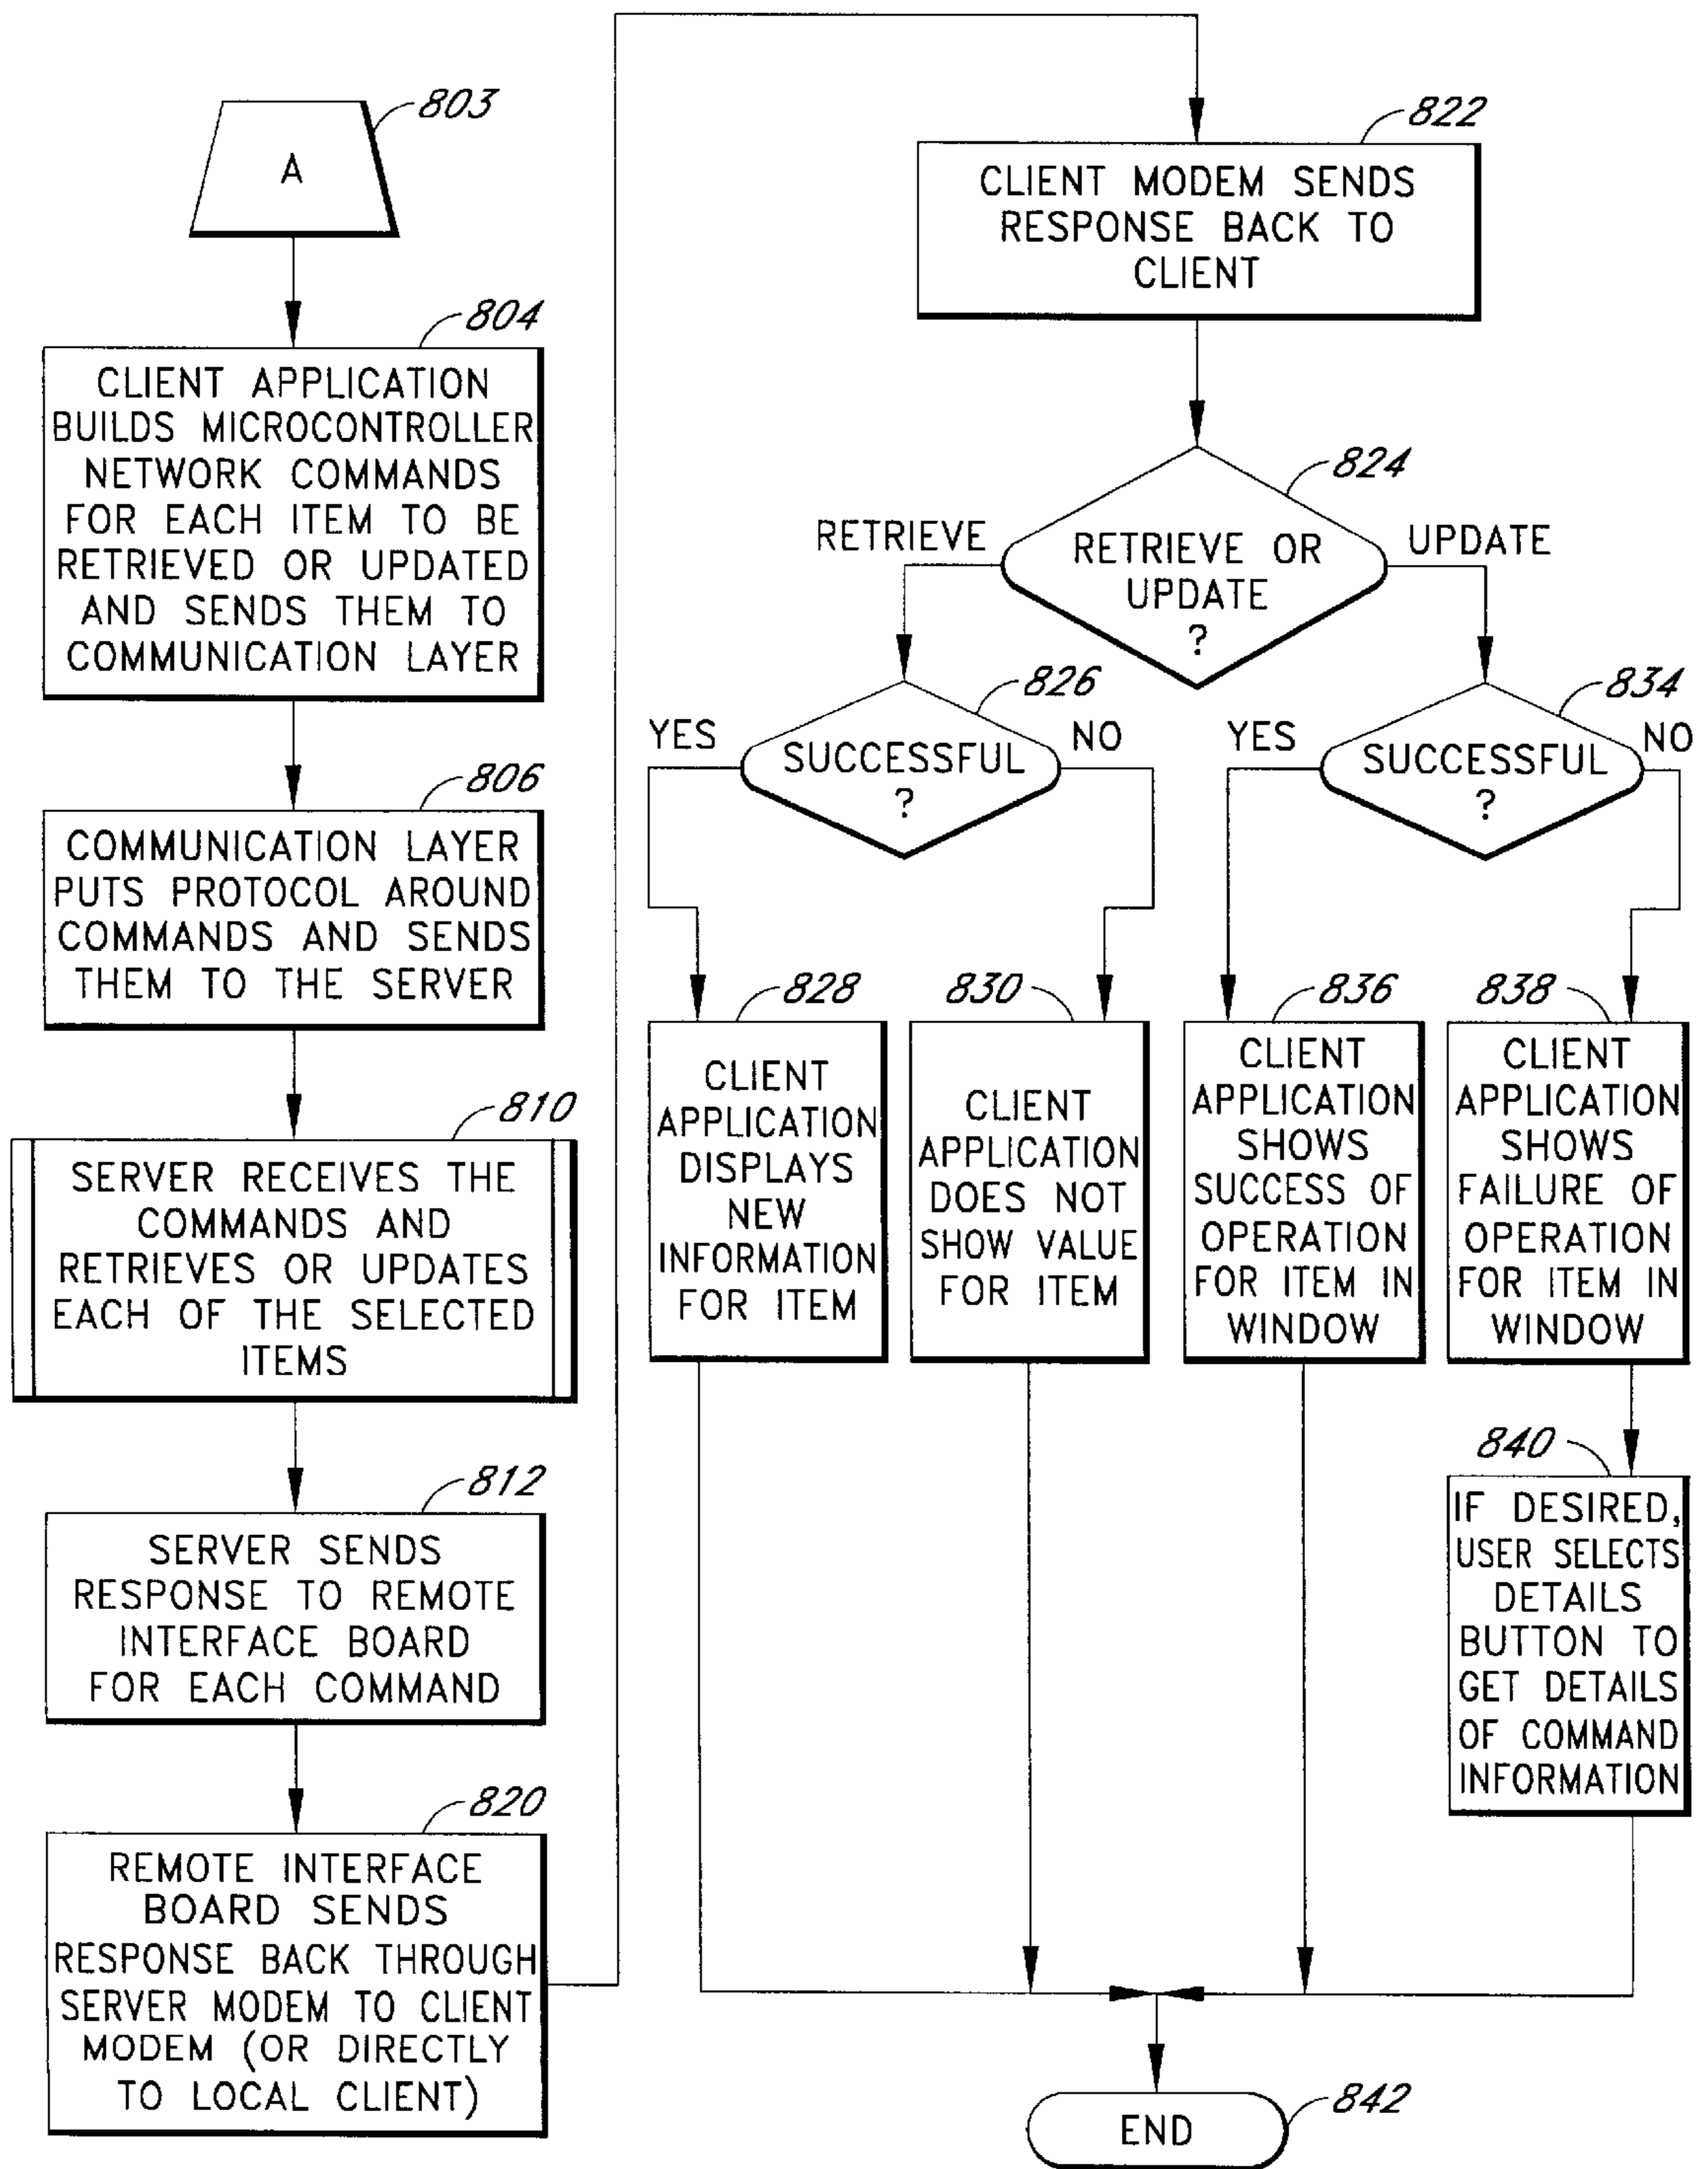 803
A
804
CLIENT APPLICATION
BUILDS MICROCONTROLLER
NETWORK COMMANDS
FOR EACH ITEM TO BE
RETRIEVED OR UPDATED
AND SENDS THEM TO
COMMUNICATION LAYER
806
COMMUNICATION LAYER
PUTS PROTOCOL AROUND
COMMANDS AND SENDS
THEM TO THE SERVER
810
SERVER RECEIVES THE
COMMANDS AND
RETRIEVES OR UPDATES
EACH OF THE SELECTED
ITEMS
812
SERVER SENDS
RESPONSE TO REMOTE
INTERFACE BOARD
FOR EACH COMMAND
820
REMOTE INTERFACE
BOARD SENDS
RESPONSE BACK THROUGH
SERVER MODEM TO CLIENT
MODEM (OR DIRECTLY
TO LOCAL CLIENT)
822
CLIENT MODEM SENDS
RESPONSE BACK TO
CLIENT
824
RETRIEVE
RETRIEVE OR
UPDATE
?
UPDATE
826
YES
SUCCESSFUL
?
NO
834
YES
SUCCESSFUL
?
NO
828
CLIENT
APPLICATION
DISPLAYS
NEW
INFORMATION
FOR ITEM
830
CLIENT
APPLICATION
DOES NOT
SHOW VALUE
FOR ITEM
836
CLIENT
APPLICATION
SHOWS
SUCCESS OF
OPERATION
FOR ITEM IN
WINDOW
838
CLIENT
APPLICATION
SHOWS
FAILURE OF
OPERATION
FOR ITEM IN
WINDOW
840
IF DESIRED,
USER SELECTS
DETAILS
BUTTON TO
GET DETAILS
OF COMMAND
INFORMATION
END
842